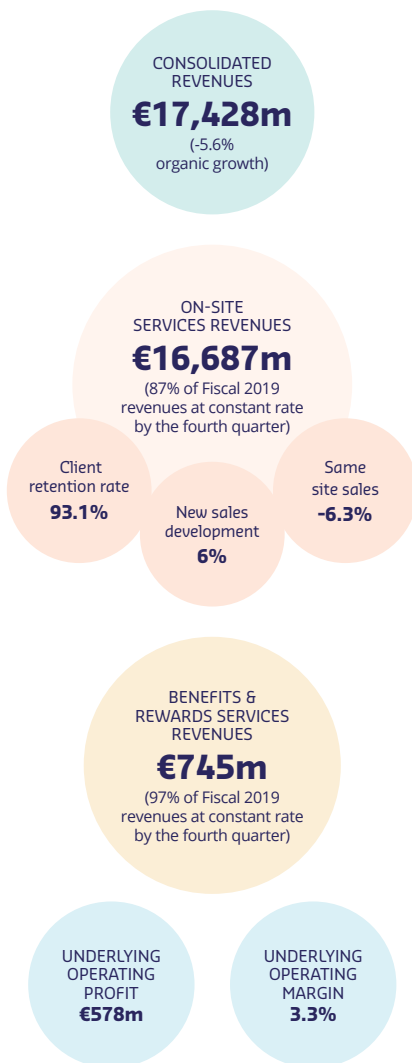 CONSOLIDATED
REVENUES
€17,428m
(-5.6%
organic growth)
ON-SITE
SERVICES REVENUES
€16,687m
(87% of Fiscal 2019
revenues at constant rate
by the fourth quarter)
Client
retention rate
93.1%
New sales
development
6%
Same
site sales
-6.3%
BENEFITS &
REWARDS SERVICES
REVENUES
€745m
(97% of Fiscal 2019
revenues at constant rate
by the fourth quarter)
UNDERLYING
OPERATING
PROFIT
€578m
UNDERLYING
OPERATING
MARGIN
3.3%